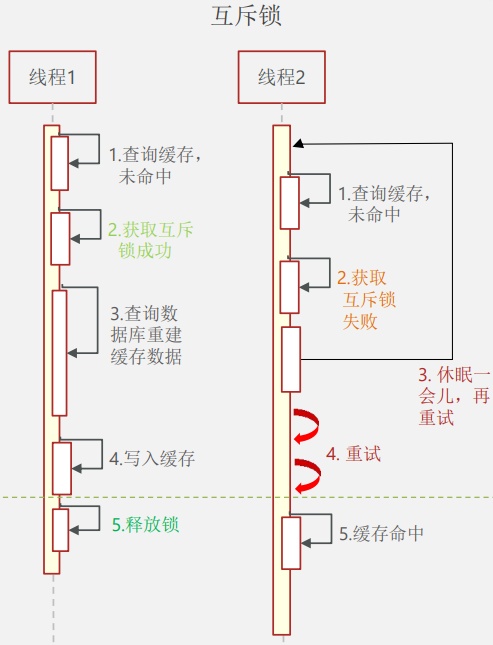 互斥锁
线程1
线程2
1.查询缓存，
未命中
2.获取互斥
锁成功
3.查询数
据库重建
缓存数据
4.写入缓存
5.释放锁
1.查询缓存，
未命中
2.获取
互斥锁
失败
3. 休眠一
会儿，再
重试
4. 重试
5.缓存命中